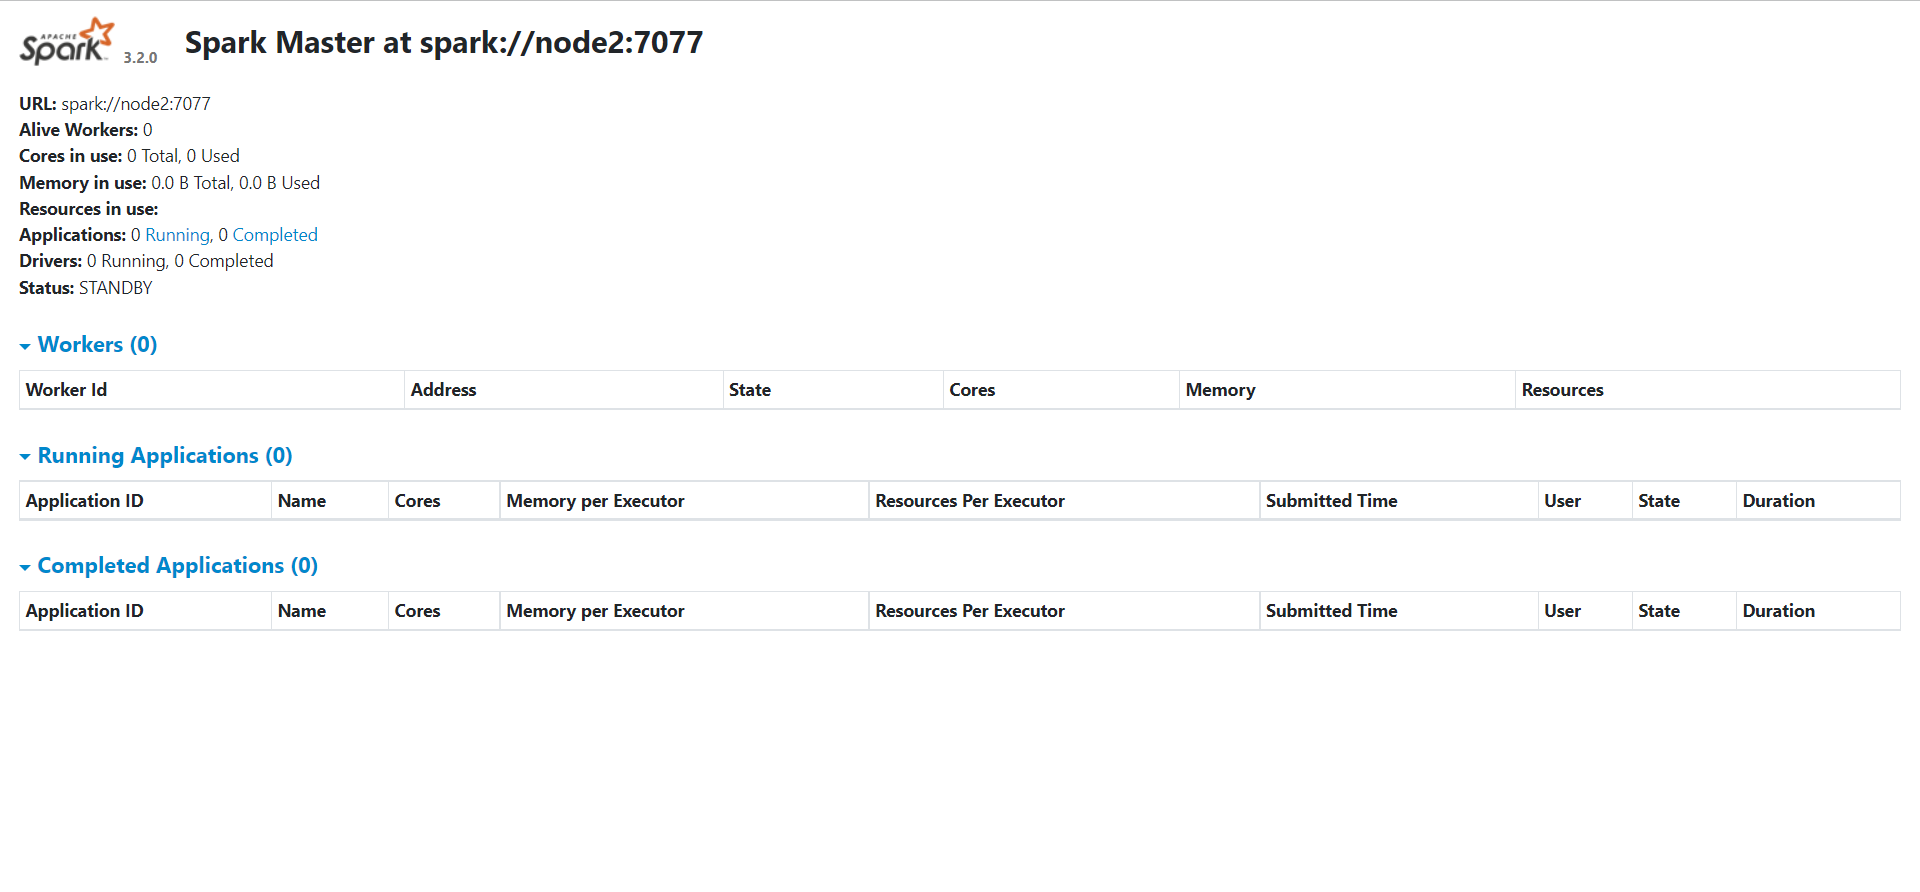 APACHE
Spark 3.2.0 Spark Master at spark://node2:7077
URL: spark://node2:7077
Alive Workers: 0
Cores in use: 0 Total, 0 Used
Memory in use: 0.0 B Total, 0.0 B Used
Resources in use:
Applications: 0 Running, 0 Completed
Drivers: 0 Running, 0 Completed
Status: STANDBY
Workers (0)
Worker Id Address State Cores Memory Resources
Running Applications (0)
Application ID Name Cores Memory per Executor Resources Per Executor Submitted Time User State Duration
Completed Applications (0)
Application ID Name Cores Memory per Executor Resources Per Executor Submitted Time User State Duration